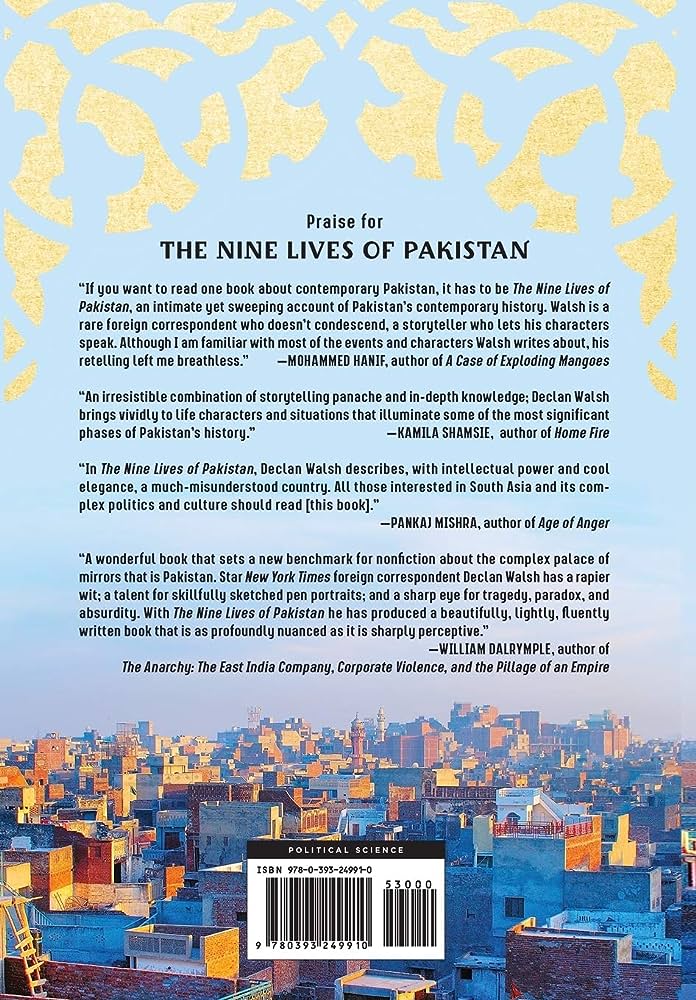 Praise for
THE NINE LIVES OF PAKISTAN
“If you want to read one book about contemporary Pakistan, it has to be The Nine Lives of
Pakistan, an intimate yet sweeping account of Pakistan’s contemporary history. Walsh is a
rare foreign correspondent who doesn’t condescend, a storyteller who lets his characters
speak. Although I am familiar with most of the events and characters Walsh writes about, his
retelling left me breathless.” —MOHAMMED HANIF, author of A Case of Exploding Mangoes
“An irresistible combination of storytelling panache and in-depth knowledge; Declan Walsh
brings vividly to life characters and situations that illuminate some of the most significant
phases of Pakistan’s history.” —KAMILA SHAMSIE, author of Home Fire
“In The Nine Lives of Pakistan, Declan Walsh describes, with intellectual power and cool
elegance, a much-misunderstood country. All those interested in South Asia and its com-
plex politics and culture should read [this book].”
—PANKAJ MISHRA, author of Age of Anger
“A wonderful book that sets a new benchmark for nonfiction about the complex palace of
mirrors that is Pakistan. Star New York Times foreign correspondent Declan Walsh has a rapier
wit; a talent for skillfully sketched pen portraits; and a sharp eye for tragedy, paradox, and
absurdity. With The Nine Lives of Pakistan he has produced a beautifully, lightly, fluently
written book that is as profoundly nuanced as it is sharply perceptive.”
—WILLIAM DALRYMPLE, author of
The Anarchy: The East India Company, Corporate Violence, and the Pillage of an Empire
POLITICAL SCIENCE
ISBN 978-0-393-24991-0
53000
9 780393 249910